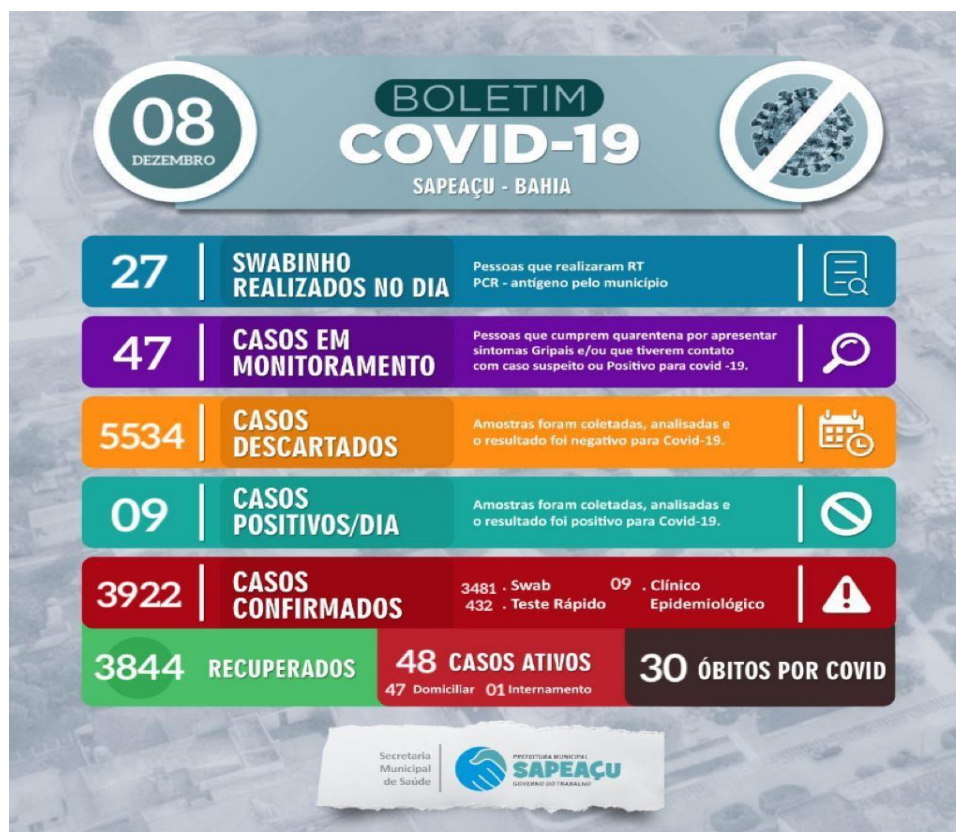 08
DEZEMBRO
BOLETIM
COVID-19
SAPEAÇU - BAHIA
27
SWABINHO
REALIZADOS NO DIA
Pessoas que realizaram RT
PCR - antígeno pelo município
47
CASOS EM
MONITORAMENTO
Pessoas que cumprem quarentena por apresentar
sintomas Gripais e/ou que tiverem contato
com caso suspeito ou Positivo para covid -19.
5534
CASOS
DESCARTADOS
Amostras foram coletadas, analisadas e
o resultado foi negativo para Covid-19.
09
CASOS
POSITIVOS/DIA
Amostras foram coletadas, analisadas e
o resultado foi positivo para Covid-19.
3922
CASOS
CONFIRMADOS
3481 . Swab
432 . Teste Rápido
09 . Clínico
Epidemiológico
3844 RECUPERADOS
48 CASOS ATIVOS
47 Domiciliar 01 Internamento
30 ÓBITOS POR COVID
Secretaria
Municipal
de Saúde
PREFEITURA MUNICIPAL
SAPEAÇU
GOVERNO DO TRABALHO